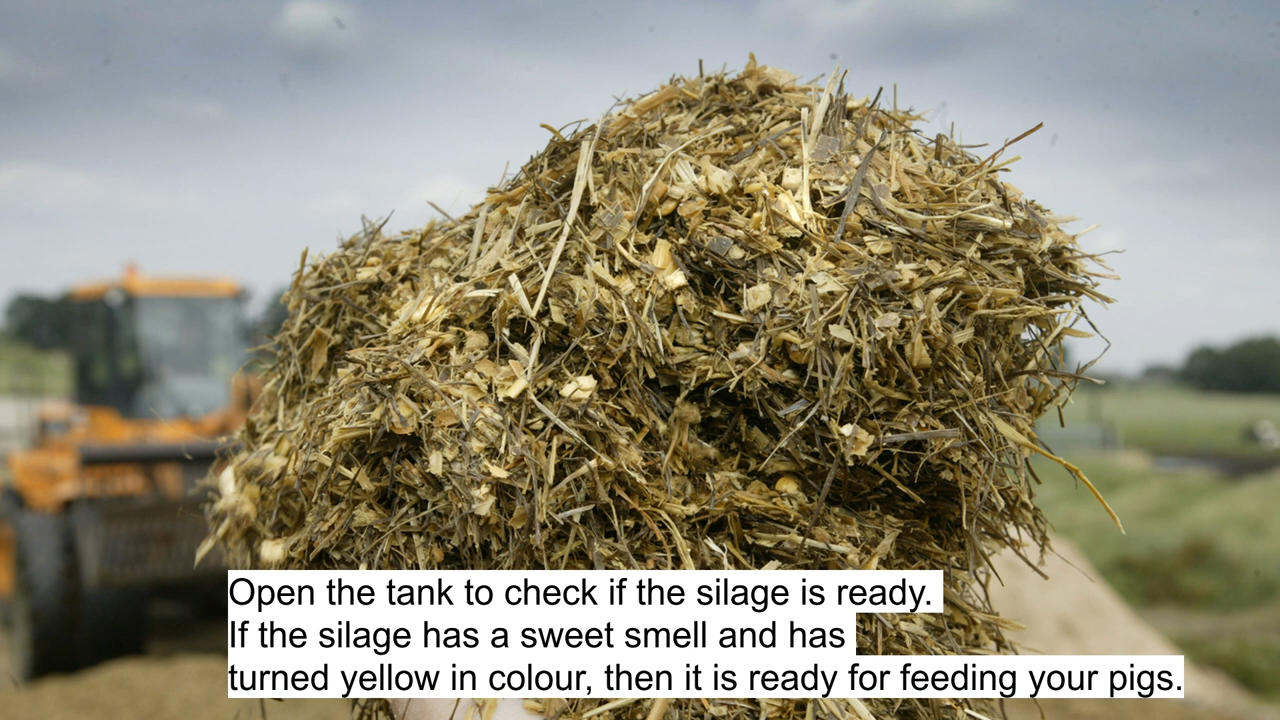 Open the tank to check if the silage is ready.
If the silage has a sweet smell and has
turned yellow in colour, then it is ready for feeding your pigs.